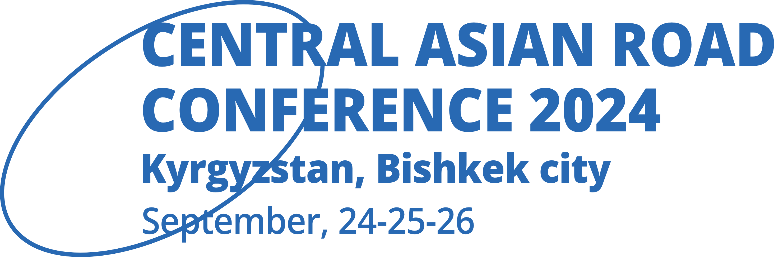 CENTRAL ASIAN ROAD
CONFERENCE 2024
Kyrgyzstan, Bishkek city
September, 24-25-26